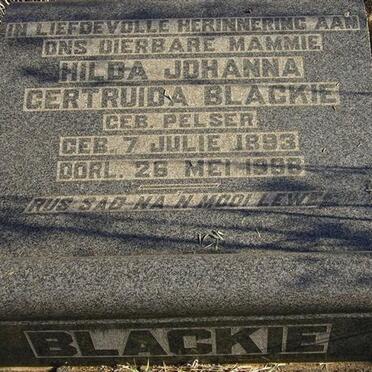 IN LIEFDEVOLLE HERINNERING AAN
ONS DIERBARE MAMMIE
HILDA JOHANNA
GERTRUIDA BLACKIE
GEB. PELSER
GEB. 7 JULIE 1893
OORL. 26 MEI
RUS SAG NA 'N MOOI LEWE
BLACKIE